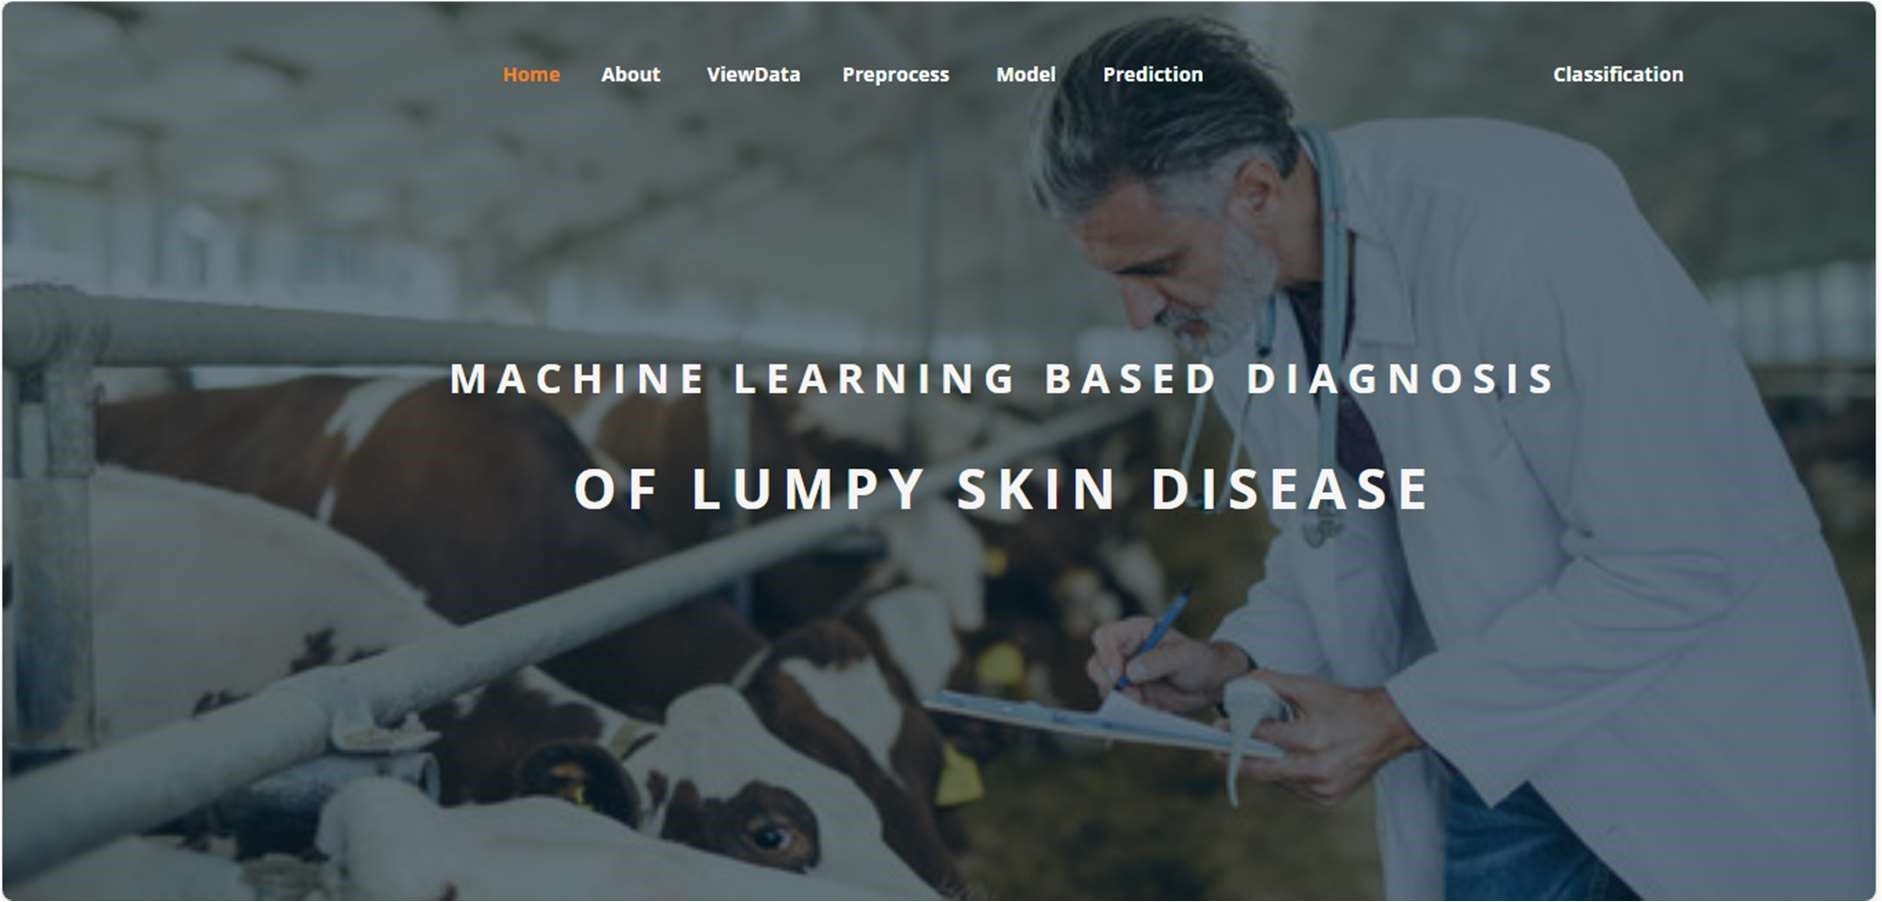 Home About ViewData Preprocess Model Prediction Classification
MACHINE LEARNING BASED DIAGNOSIS
OF LUMPY SKIN DISEASE